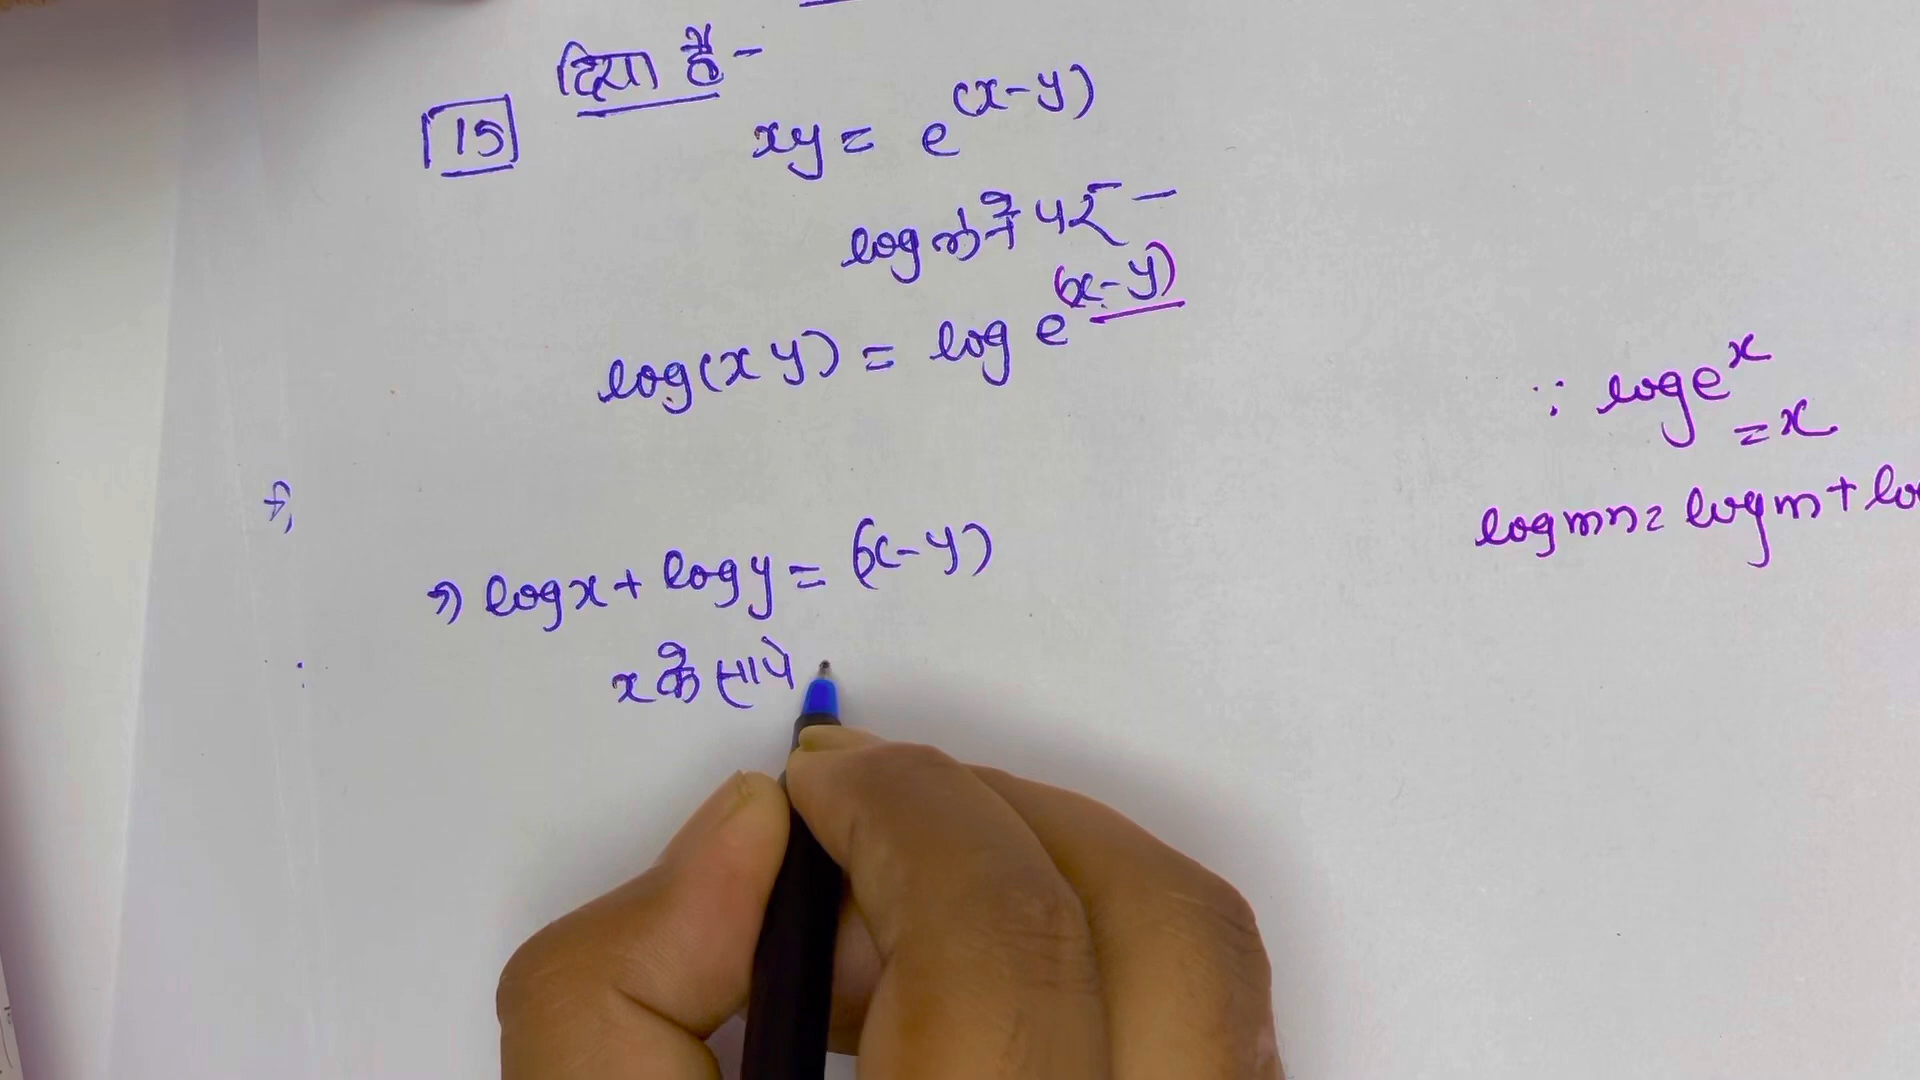 दिया है -
15 xy = e^(x-y)
log लेने पर -
log(xy) = log e^(x-y)
∵ log e^x
= x
log mn = log m + lo
⇒ log x + log y = (x-y)
x के सापे